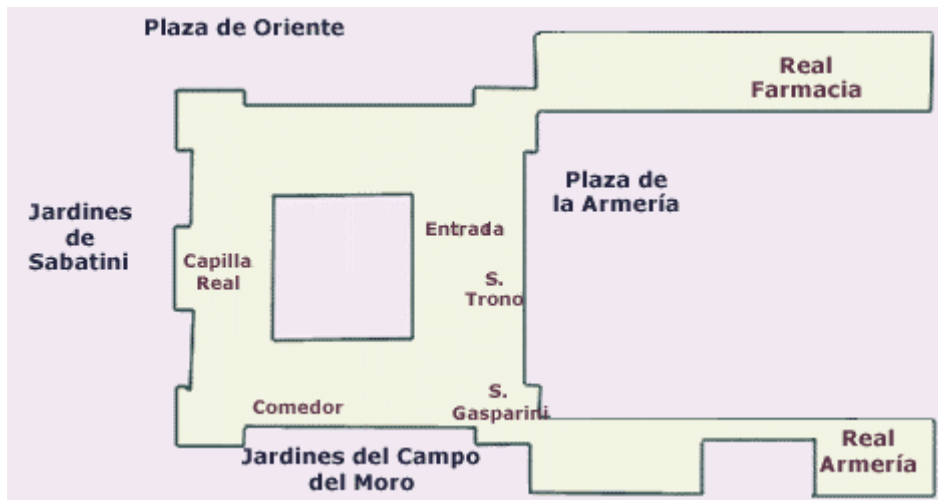 Plaza de Oriente
Real
Farmacia
Plaza de
la Armería
Jardines
de
Sabatini
Entrada
Capilla
Real
S.
Trono
S.
Gasparini
Comedor
Jardines del Campo
del Moro
Real
Armería